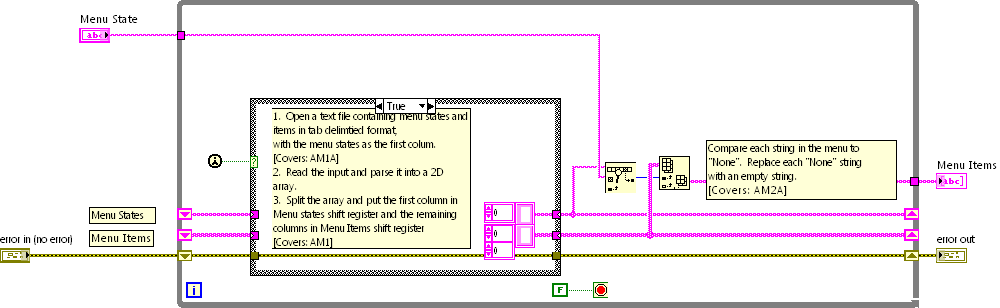 Menu State
abc
True
1. Open a text file containing menu states and
items in tab delimtied format,
with the menu states as the first colum.
[Covers: AM1A]
2. Read the input and parse it into a 2D
array.
3. Split the array and put the first column in
Menu states shift register and the remaining
columns in Menu Items shift register
[Covers: AM1]
?
Compare each string in the menu to
"None". Replace each "None" string
with an empty string.
[Covers: AM2A]
Menu Items
abc
Menu States
Menu Items
0
0
0
error in (no error)
error out
i
F